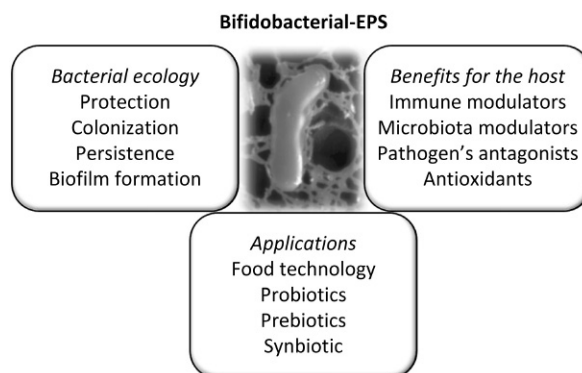 Bifidobacterial-EPS
Bacterial ecology
Protection
Colonization
Persistence
Biofilm formation
Benefits for the host
Immune modulators
Microbiota modulators
Pathogen’s antagonists
Antioxidants
Applications
Food technology
Probiotics
Prebiotics
Synbiotic